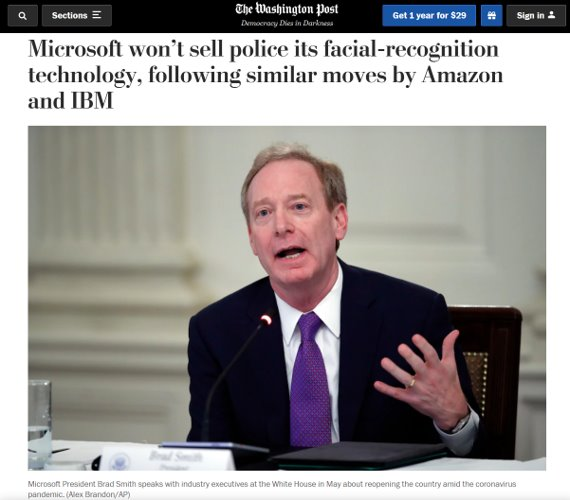 Sections
The Washington Post
Democracy Dies in Darkness
Get 1 year for $29
Sign in
Microsoft won’t sell police its facial-recognition
technology, following similar moves by Amazon
and IBM
Brad Smith
President
Microsoft President Brad Smith speaks with industry executives at the White House in May about reopening the country amid the coronavirus
pandemic. (Alex Brandon/AP)